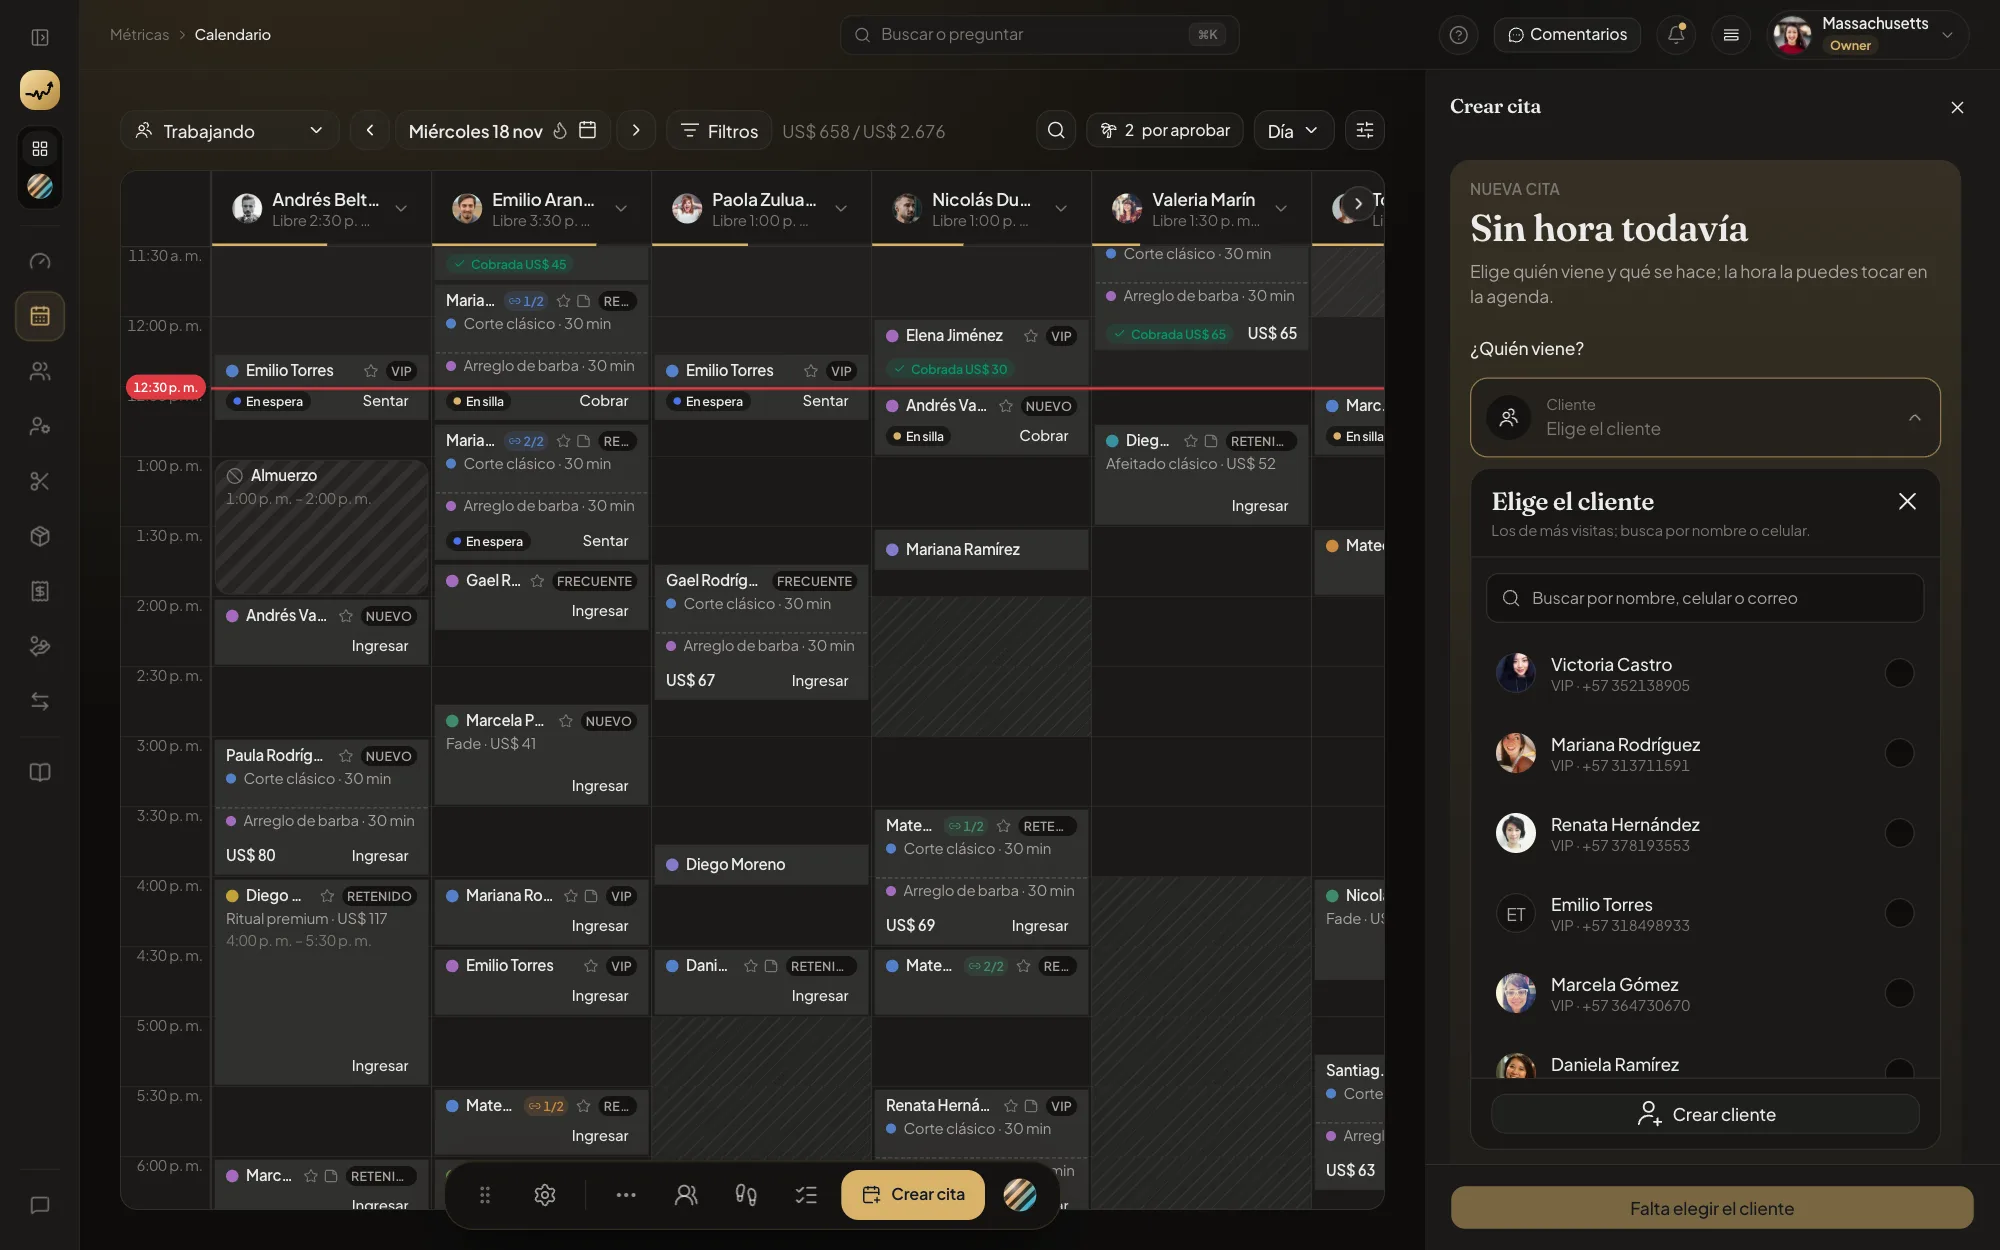 Métricas > Calendario
Buscar o preguntar ⌘K
Comentarios
Massachusetts
Owner
Trabajando
Miércoles 18 nov
Filtros
US$ 658 / US$ 2.676
2 por aprobar
Día
Andrés Belt...
Libre 2:30 p. ...
Emilio Aran...
Libre 3:30 p. ...
Paola Zulua...
Libre 1:00 p. ...
Nicolás Du...
Libre 1:00 p. ...
Valeria Marín
Libre 1:30 p. m...
11:30 a. m.
12:00 p. m.
12:30 p. m.
1:00 p. m.
1:30 p. m.
2:00 p. m.
2:30 p. m.
3:00 p. m.
3:30 p. m.
4:00 p. m.
4:30 p. m.
5:00 p. m.
5:30 p. m.
6:00 p. m.
Emilio Torres VIP
En espera Sentar
Almuerzo
1:00 p. m. – 2:00 p. m.
Andrés Va... NUEVO
Ingresar
Paula Rodríg... NUEVO
Corte clásico · 30 min
Arreglo de barba · 30 min
US$ 80 Ingresar
Diego ... RETENIDO
Ritual premium · US$ 117
4:00 p. m. – 5:30 p. m.
Ingresar
Marc... RETENI...
Ingresar
Cobrada US$ 45
Maria... 1/2 RE...
Corte clásico · 30 min
Arreglo de barba · 30 min
En silla Cobrar
Maria... 2/2 RE...
Corte clásico · 30 min
Arreglo de barba · 30 min
En espera Sentar
Gael R... FRECUENTE
Ingresar
Marcela P... NUEVO
Fade · US$ 41
Ingresar
Mariana Ro... VIP
Ingresar
Emilio Torres VIP
Ingresar
Mate... 1/2 RE...
Ingresar
Emilio Torres VIP
En espera Sentar
Gael Rodríg... FRECUENTE
Corte clásico · 30 min
Arreglo de barba · 30 min
US$ 67 Ingresar
Diego Moreno
Dani... RETENI...
Ingresar
Elena Jiménez VIP
Cobrada US$ 30
Andrés Va... NUEVO
En silla Cobrar
Mariana Ramírez
Mate... 1/2 RETE...
Corte clásico · 30 min
Arreglo de barba · 30 min
US$ 69 Ingresar
Mate... 2/2 RE...
Renata Herná... VIP
Corte clásico · 30 min
min
Corte clásico · 30 min
Arreglo de barba · 30 min
Cobrada US$ 65 US$ 65
Dieg... RETENI...
Afeitado clásico · US$ 52
Ingresar
Marc.
En silla
Fade · US
Santiag.
Corte
US$ 63
Crear cita
Crear cita
NUEVA CITA
Sin hora todavía
Elige quién viene y qué se hace; la hora la puedes tocar en
la agenda.
¿Quién viene?
Cliente
Elige el cliente
Elige el cliente
Los de más visitas; busca por nombre o celular.
Buscar por nombre, celular o correo
Victoria Castro
VIP · +57 352138905
Mariana Rodríguez
VIP · +57 313711591
Renata Hernández
VIP · +57 378193553
ET
Emilio Torres
VIP · +57 318498933
Marcela Gómez
VIP · +57 364730670
Daniela Ramírez
Crear cliente
Falta elegir el cliente